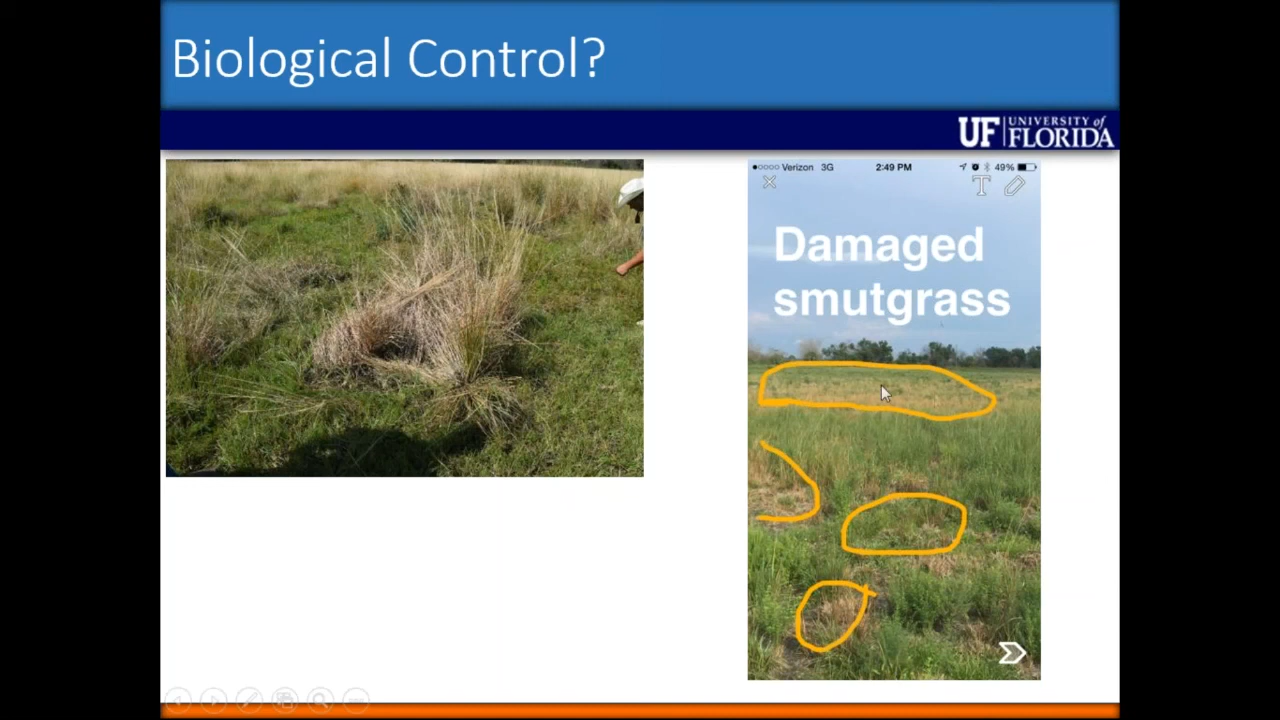 Biological Control?
UF UNIVERSITY of
FLORIDA
Verizon 3G 2:49 PM 49%
T
Damaged
smutgrass